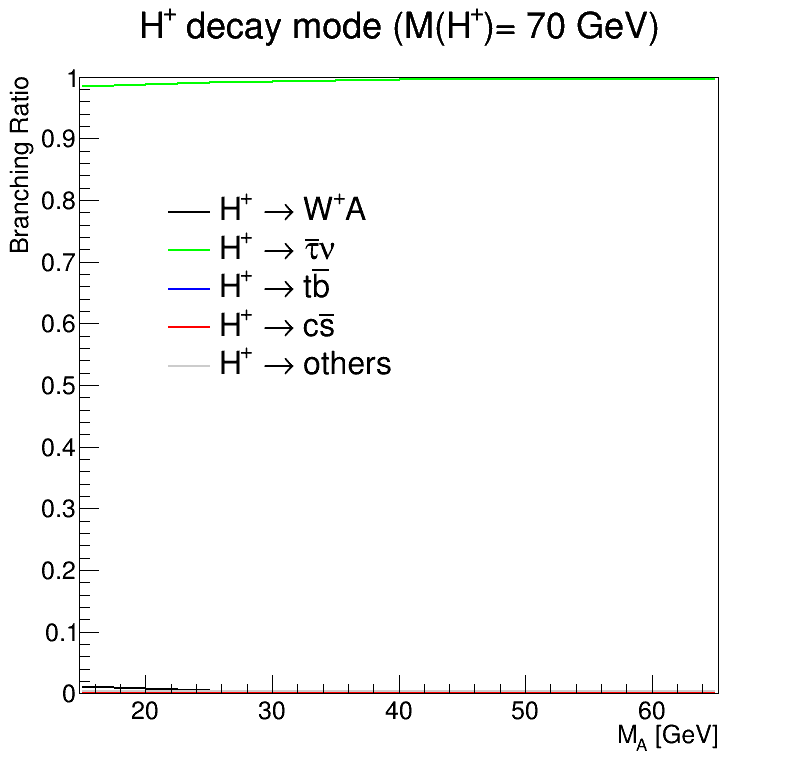 H⁺ decay mode (M(H⁺)= 70 GeV)
Branching Ratio
1
0.9
0.8
0.7
0.6
0.5
0.4
0.3
0.2
0.1
0
H⁺ → W⁺A
H⁺ → τ̅ν
H⁺ → tb̅
H⁺ → cs̅
H⁺ → others
20 30 40 50 60
M_A [GeV]